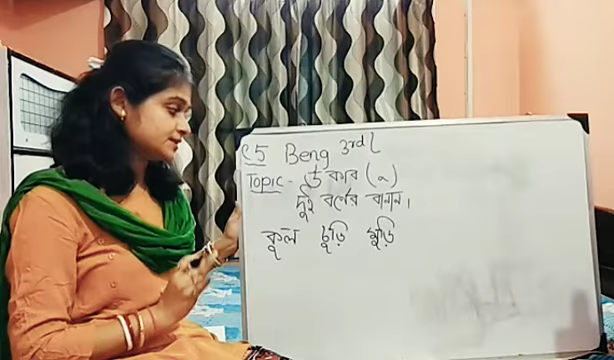 C5 Beng 3rd L
Topic - উ কার ( ু )
দুই বর্ণের বানান।
কুল চুড়ি মুড়ি